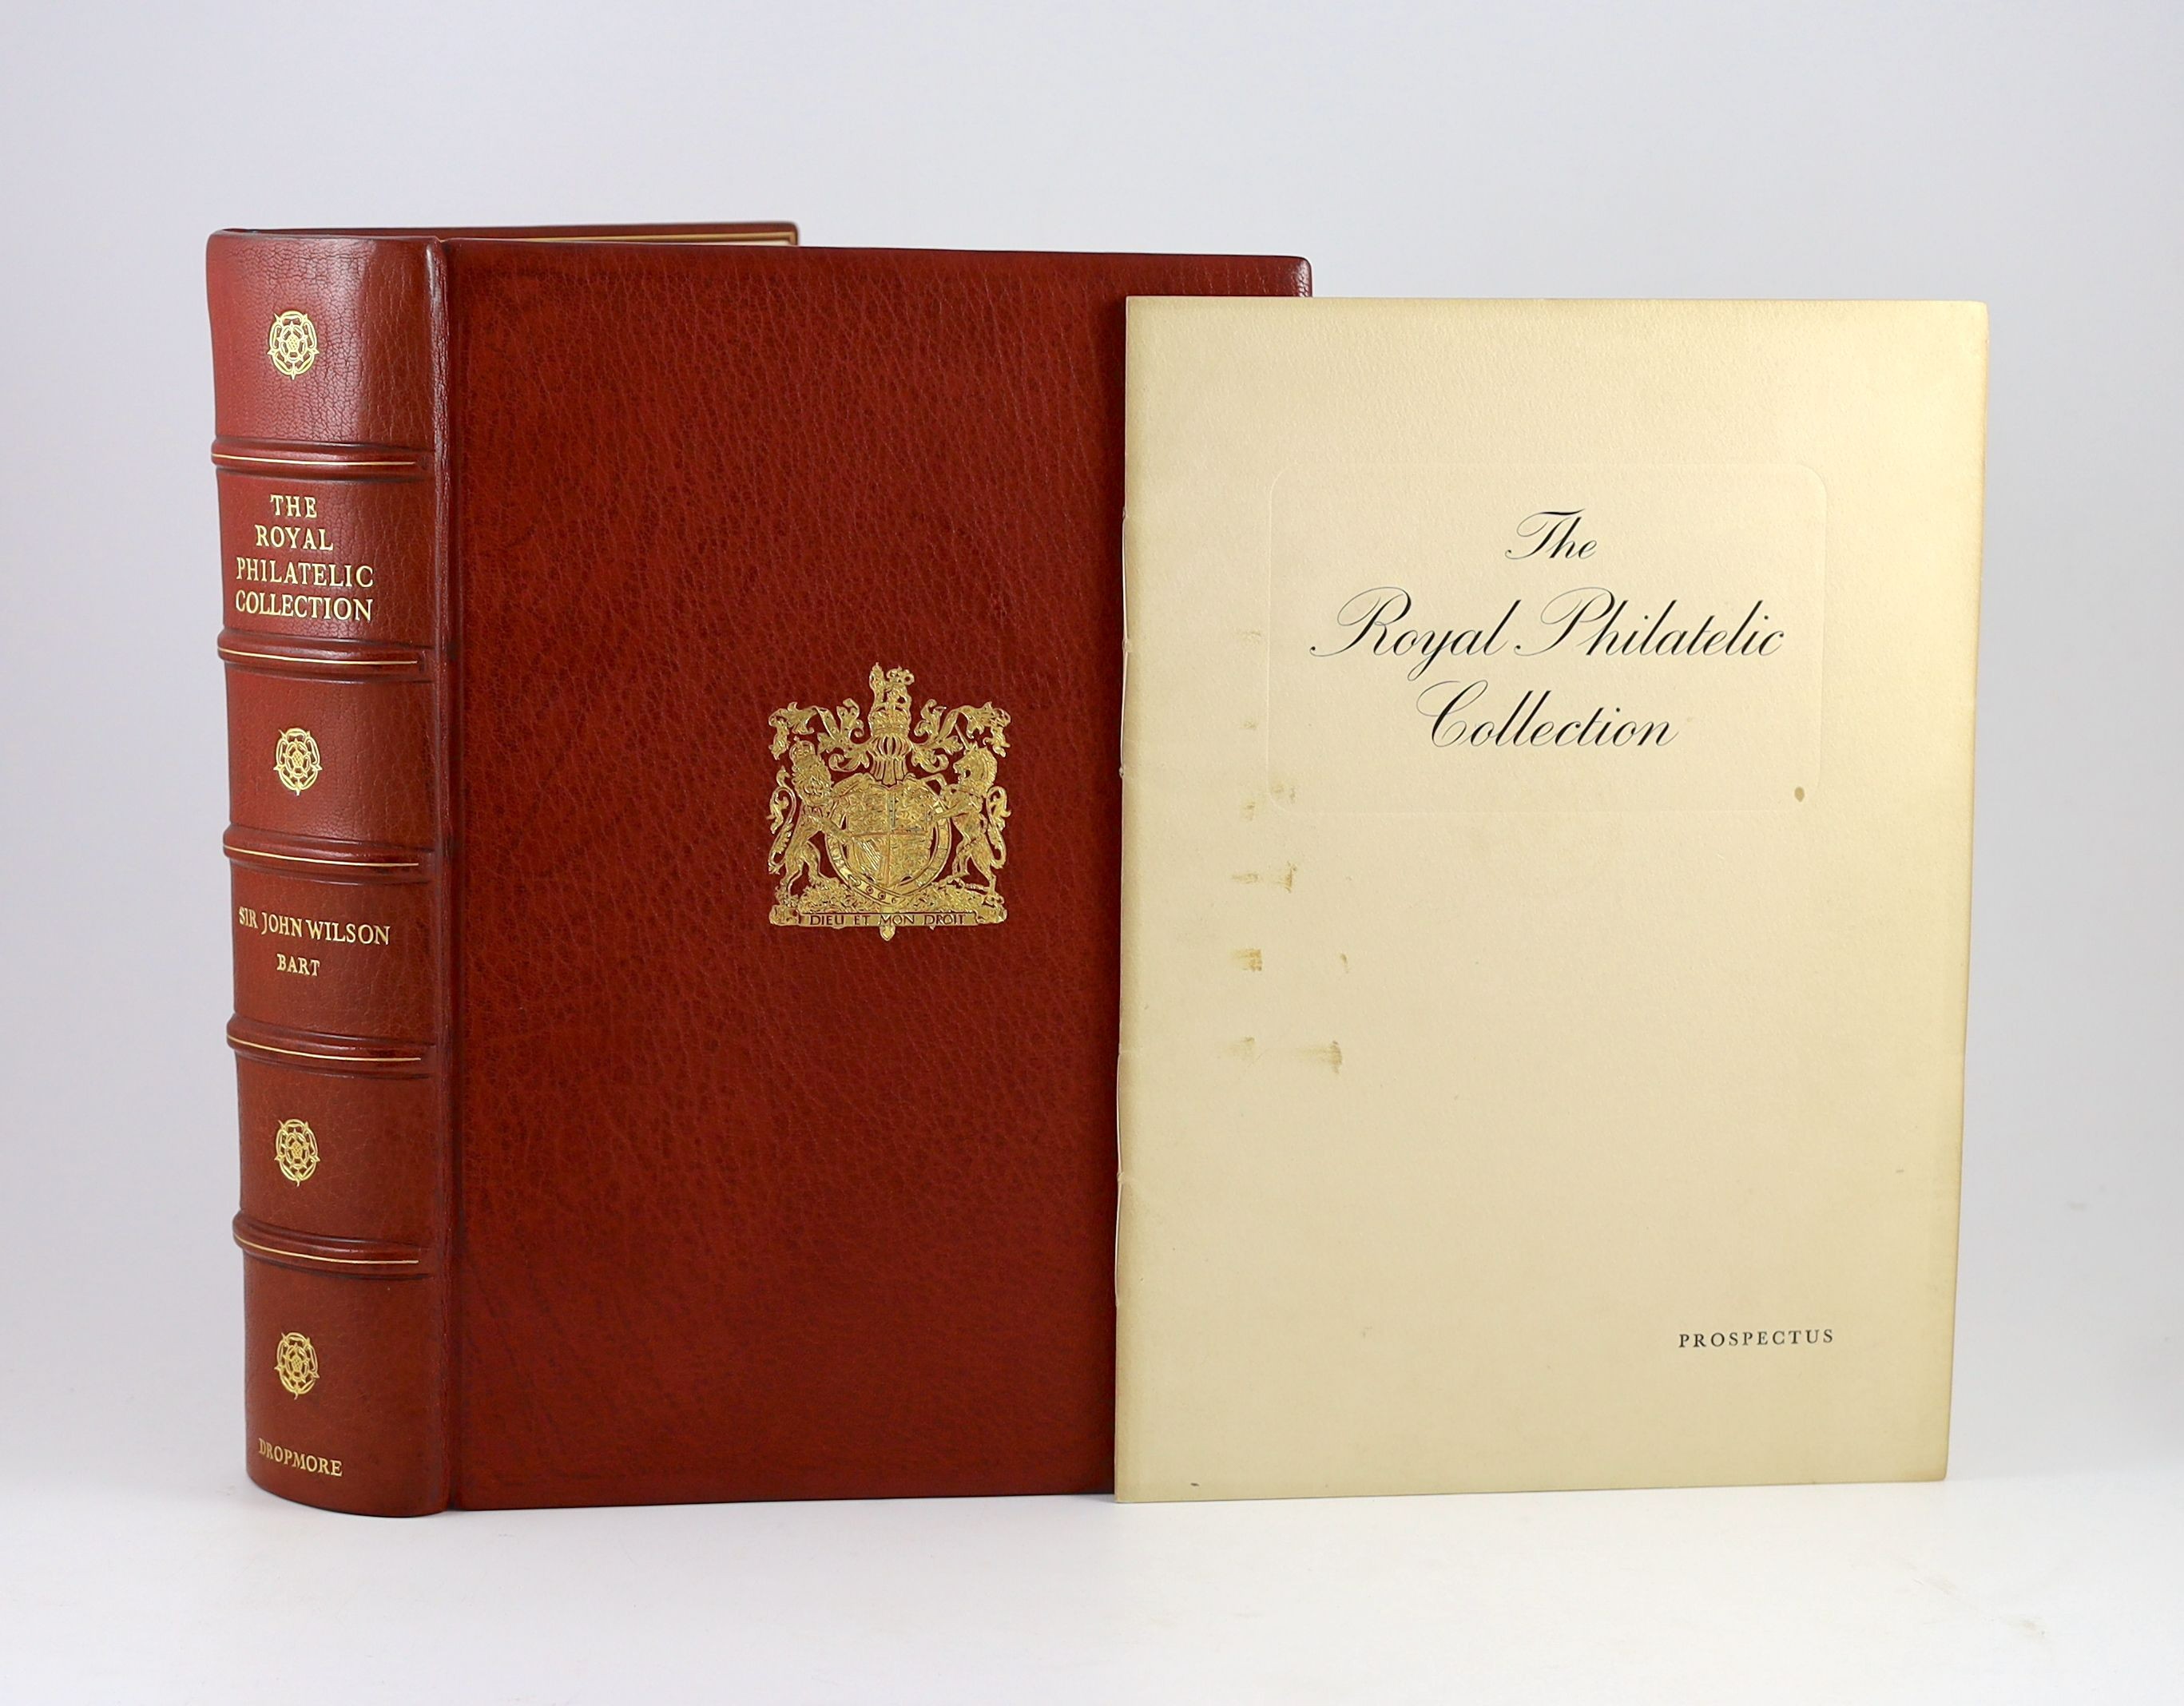 THE
ROYAL
PHILATELIC
COLLECTION
SIR JOHN WILSON
BART
DROPMORE
DIEU ET MON DROIT
The
Royal Philatelic
Collection
PROSPECTUS